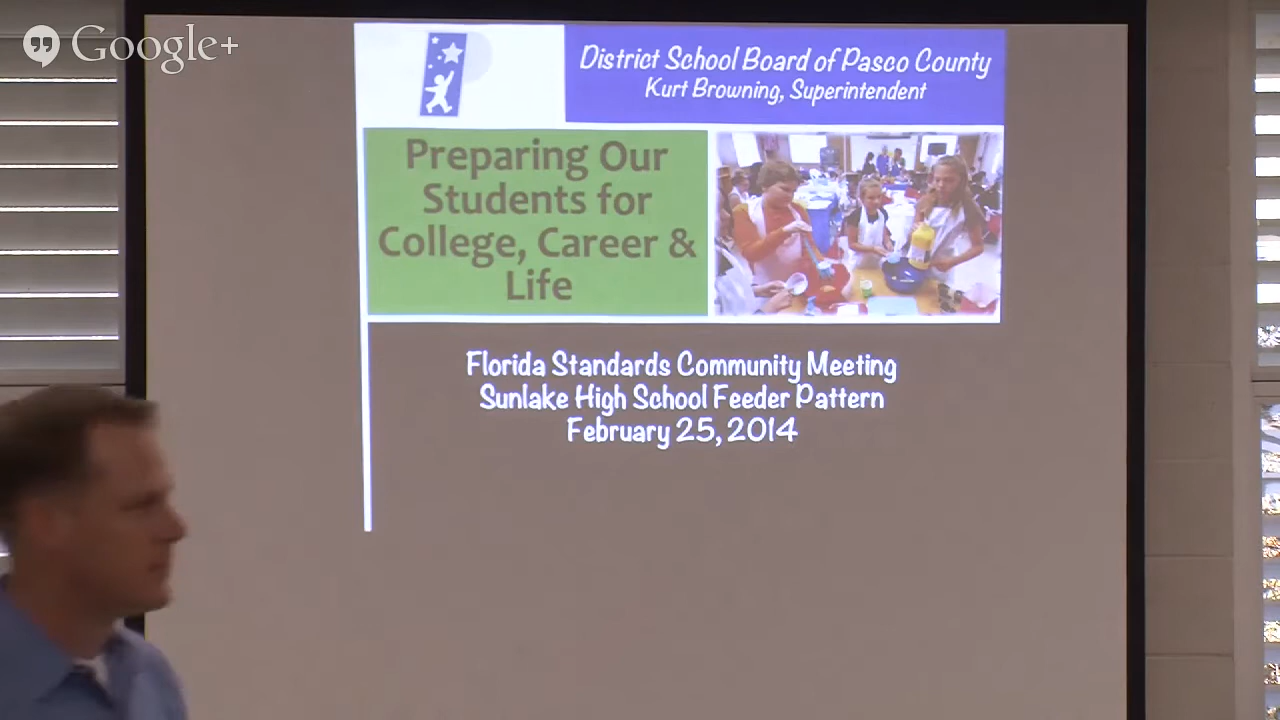 Google+
District School Board of Pasco County
Kurt Browning, Superintendent
Preparing Our
Students for
College, Career &
Life
Florida Standards Community Meeting
Sunlake High School Feeder Pattern
February 25, 2014